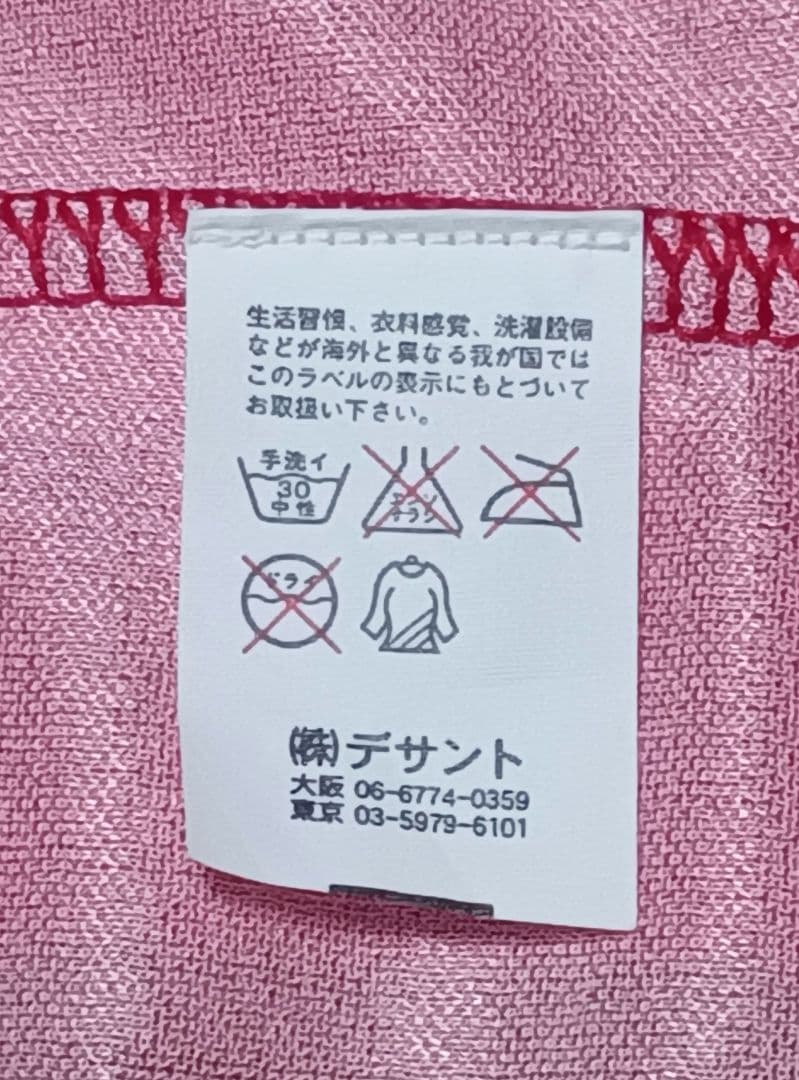 生活習慣、衣料感覚、洗濯設備
などが海外と異なる我が国では
このラベルの表示にもとづいて
お取扱い下さい。
手洗イ
30
中性
エンソ
サラシ
ドライ
㈱デサント
大阪 06-6774-0359
東京 03-5979-6101